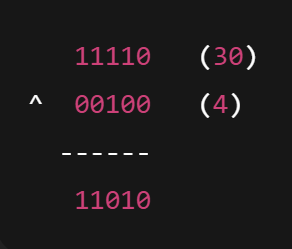 11110 (30)
^ 00100 (4)
------
11010